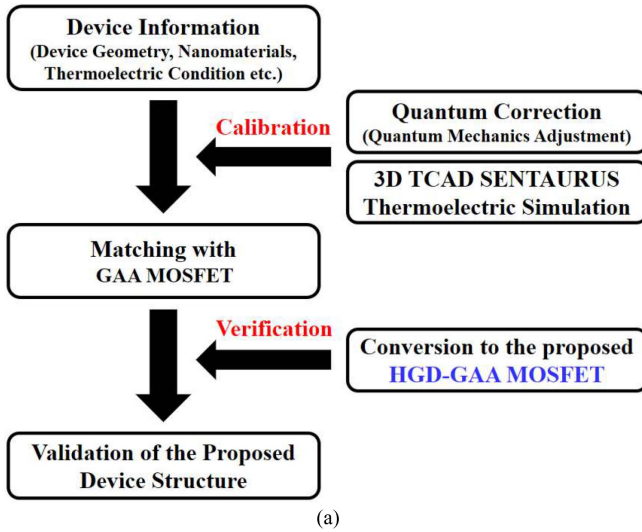 Device Information
(Device Geometry, Nanomaterials,
Thermoelectric Condition etc.)
Calibration
Quantum Correction
(Quantum Mechanics Adjustment)
3D TCAD SENTAURUS
Thermoelectric Simulation
Matching with
GAA MOSFET
Verification
Conversion to the proposed
HGD-GAA MOSFET
Validation of the Proposed
Device Structure
(a)